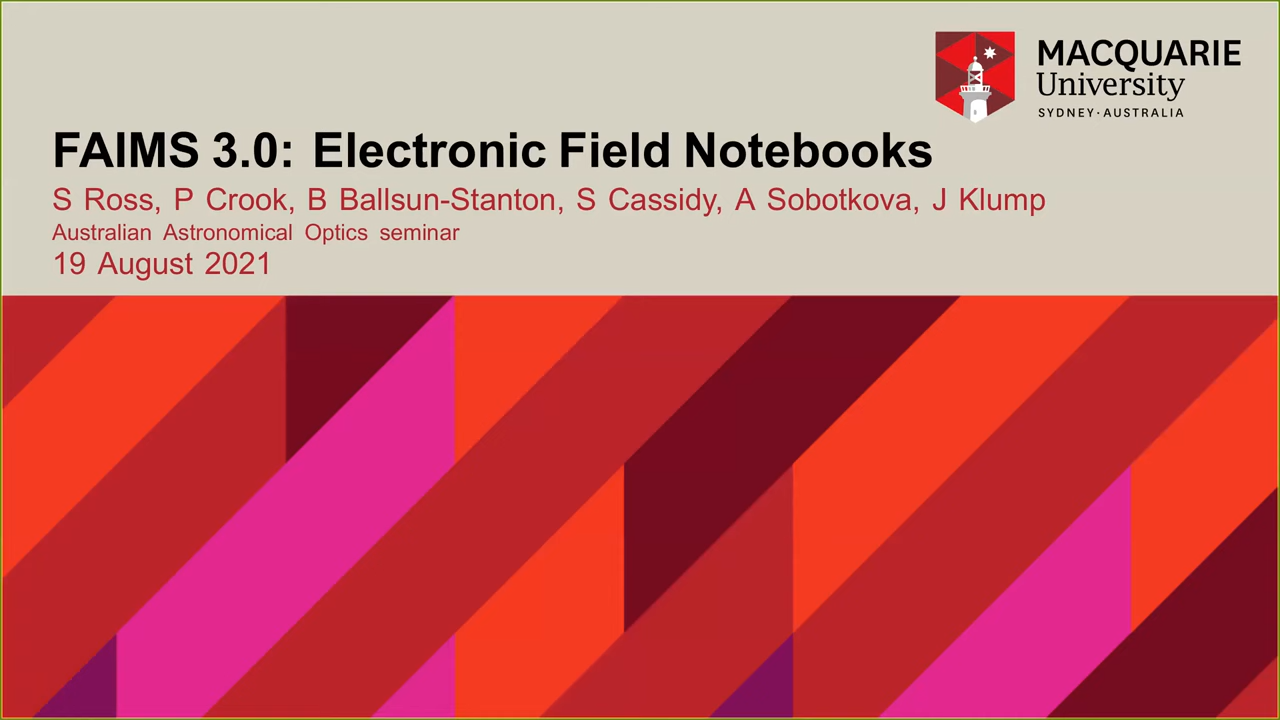 MACQUARIE
University
SYDNEY·AUSTRALIA
FAIMS 3.0: Electronic Field Notebooks
S Ross, P Crook, B Ballsun-Stanton, S Cassidy, A Sobotkova, J Klump
Australian Astronomical Optics seminar
19 August 2021